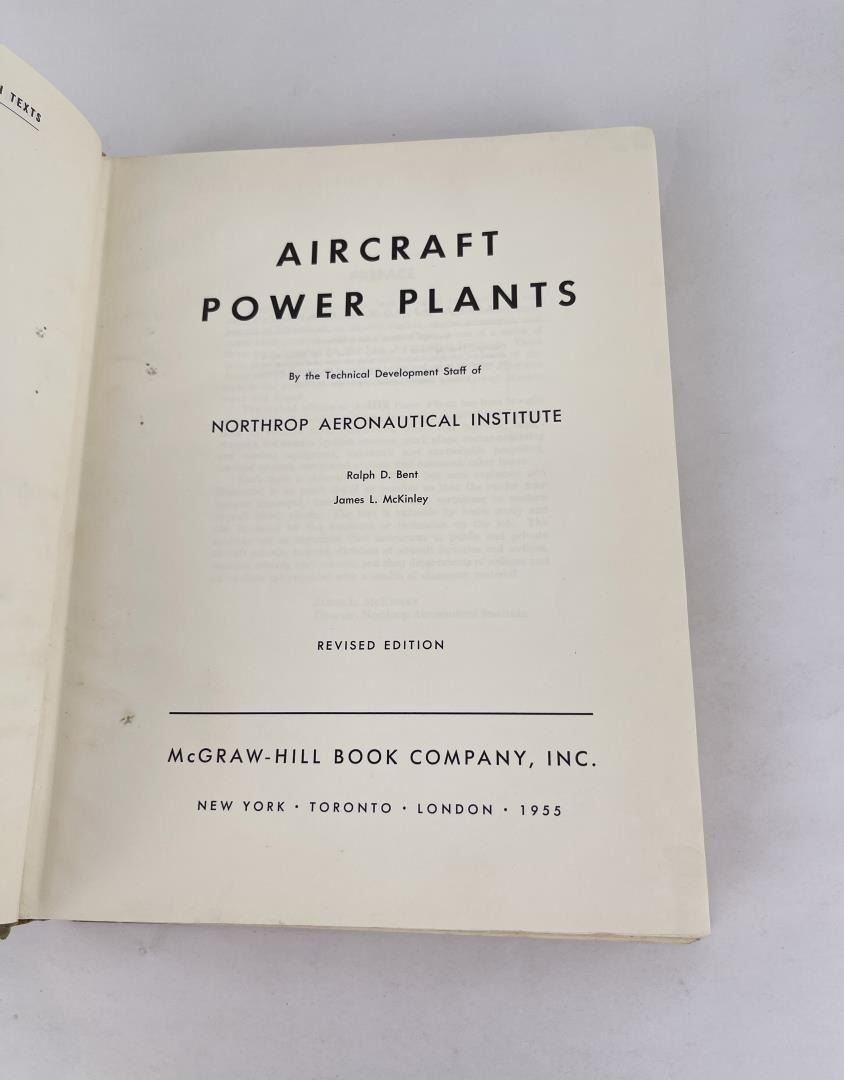 TEXTS
AIRCRAFT
POWER PLANTS
By the Technical Development Staff of
NORTHROP AERONAUTICAL INSTITUTE
Ralph D. Bent
James L. McKinley
REVISED EDITION
McGRAW-HILL BOOK COMPANY, INC.
NEW YORK · TORONTO · LONDON · 1955